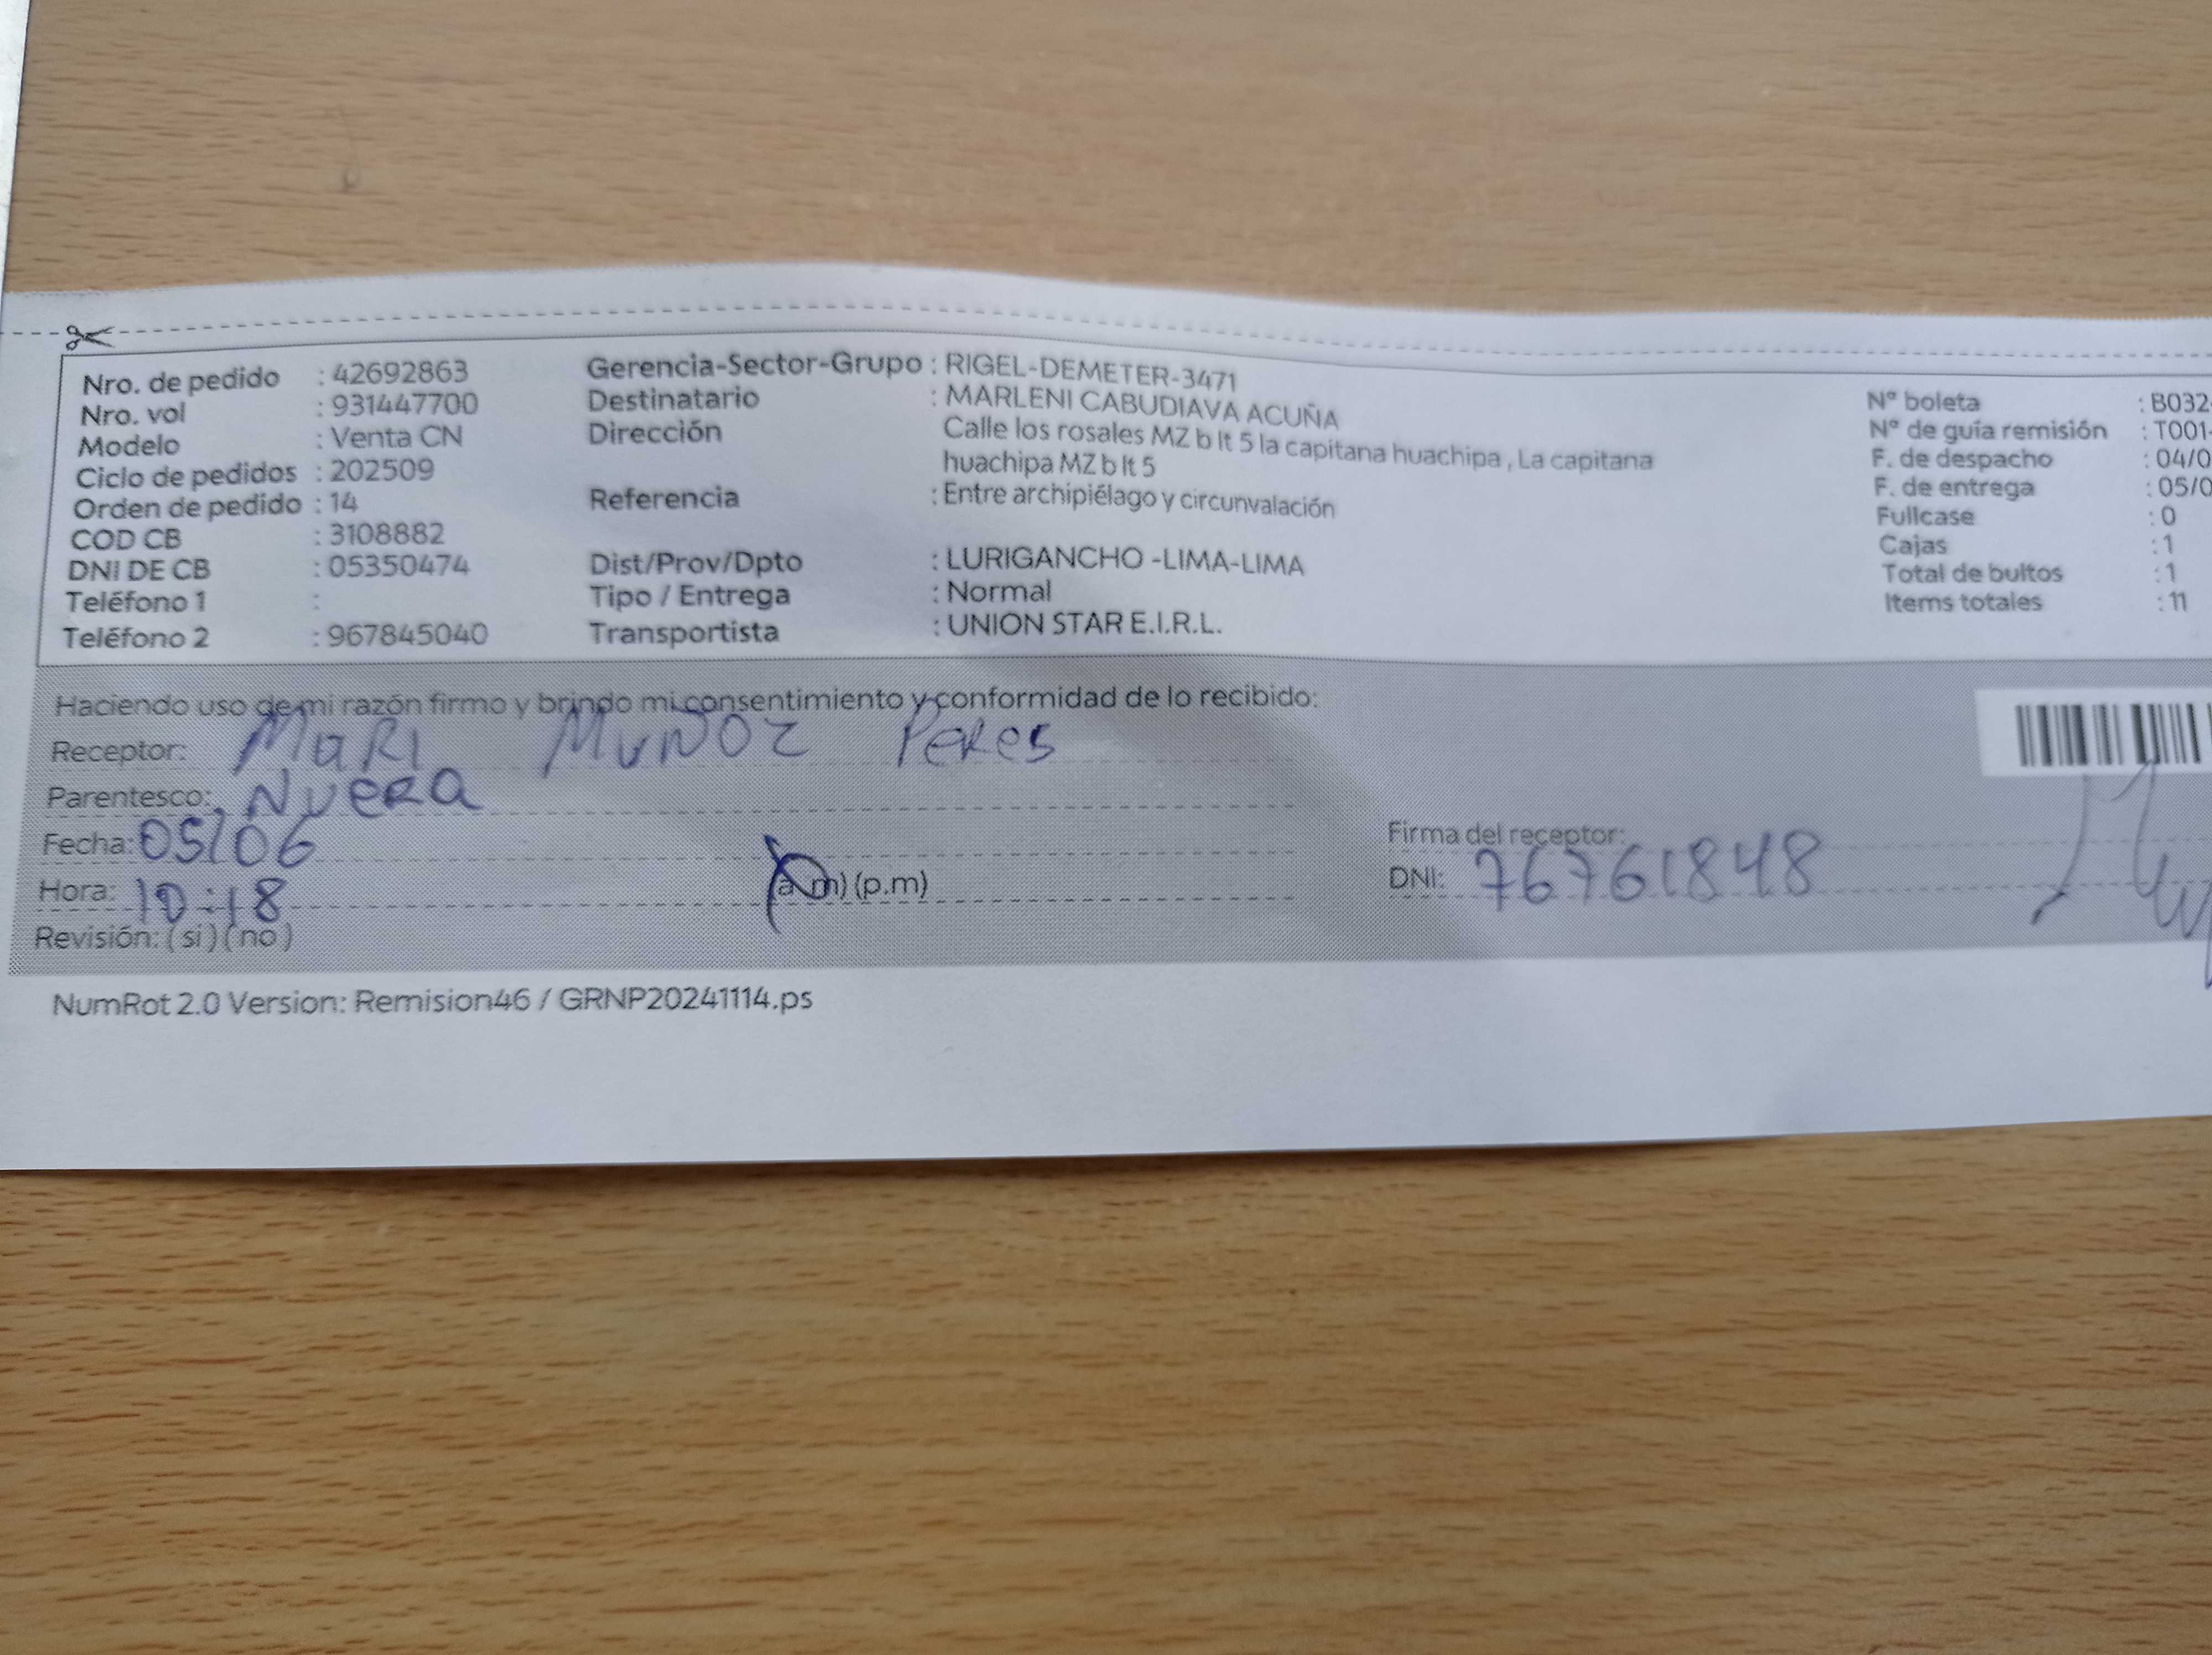 Nro. de pedido : 42692863
Nro. vol : 931447700
Modelo : Venta CN
Ciclo de pedidos : 202509
Orden de pedido : 14
COD CB : 3108882
DNI DE CB : 05350474
Teléfono 1 :
Teléfono 2 : 967845040
Gerencia-Sector-Grupo : RIGEL-DEMETER-3471
Destinatario : MARLENI CABUDIAVA ACUÑA
Dirección : Calle los rosales MZ b lt 5 la capitana huachipa , La capitana
huachipa MZ b lt 5
Referencia : Entre archipiélago y circunvalación
Dist/Prov/Dpto : LURIGANCHO -LIMA-LIMA
Tipo / Entrega : Normal
Transportista : UNION STAR E.I.R.L.
Nº boleta : B032
Nº de guía remisión : T001-
F. de despacho : 04/0
F. de entrega : 05/0
Fullcase : 0
Cajas : 1
Total de bultos : 1
Items totales : 11
Haciendo uso de mi razón firmo y brindo mi consentimiento y conformidad de lo recibido:
Receptor: MaRi MuÑoz PeRes
Parentesco: NueRa
Fecha: 05/06
Hora: 10:18 (a.m) (p.m)
Revisión: ( si ) ( no )
Firma del receptor:
DNI: 76761848
NumRot 2.0 Version: Remision46 / GRNP20241114.ps